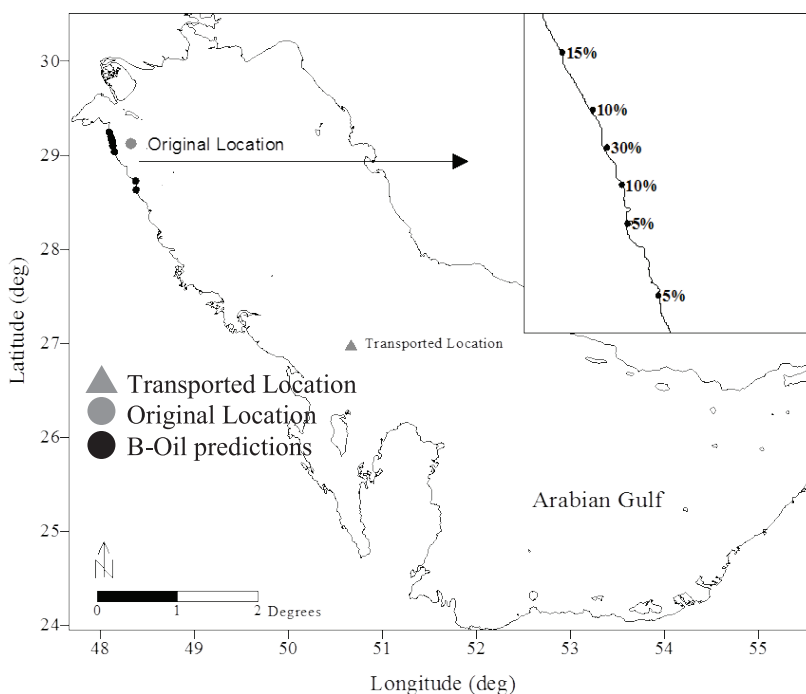 30
29
28
27
26
25
24
Latitude (deg)
15%
10%
30%
10%
5%
5%
Original Location
Transported Location
Transported Location
Original Location
B-Oil predictions
Arabian Gulf
N
0
1
2
Degrees
48
49
50
51
52
53
54
55
Longitude (deg)